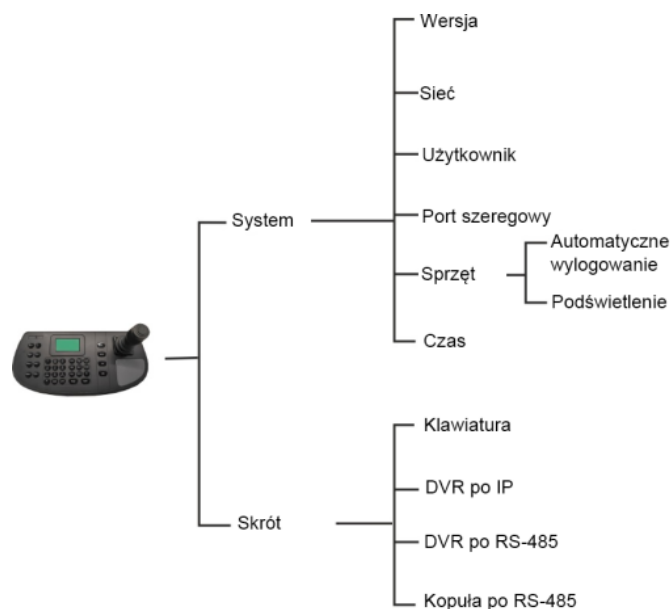 Wersja
Sieć
Użytkownik
System
Port szeregowy
Automatyczne
wylogowanie
Sprzęt
Podświetlenie
Czas
Klawiatura
DVR po IP
Skrót
DVR po RS-485
Kopuła po RS-485